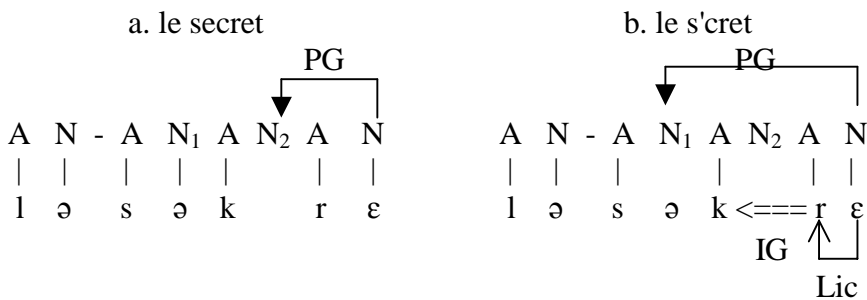 a. le secret b. le s'cret
PG PG
A N - A N₁ A N₂ A N A N - A N₁ A N₂ A N
| | | | | | | | | | | | | |
l ə s ə k r ɛ l ə s ə k <=== r ɛ
IG
Lic